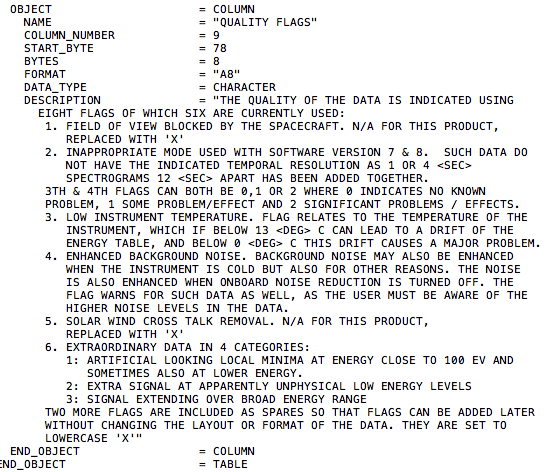 OBJECT = COLUMN
NAME = "QUALITY FLAGS"
COLUMN_NUMBER = 9
START_BYTE = 78
BYTES = 8
FORMAT = "A8"
DATA_TYPE = CHARACTER
DESCRIPTION = "THE QUALITY OF THE DATA IS INDICATED USING
EIGHT FLAGS OF WHICH SIX ARE CURRENTLY USED:
1. FIELD OF VIEW BLOCKED BY THE SPACECRAFT. N/A FOR THIS PRODUCT,
REPLACED WITH 'X'
2. INAPPROPRIATE MODE USED WITH SOFTWARE VERSION 7 & 8. SUCH DATA DO
NOT HAVE THE INDICATED TEMPORAL RESOLUTION AS 1 OR 4 <SEC>
SPECTROGRAMS 12 <SEC> APART HAS BEEN ADDED TOGETHER.
3TH & 4TH FLAGS CAN BOTH BE 0,1 OR 2 WHERE 0 INDICATES NO KNOWN
PROBLEM, 1 SOME PROBLEM/EFFECT AND 2 SIGNIFICANT PROBLEMS / EFFECTS.
3. LOW INSTRUMENT TEMPERATURE. FLAG RELATES TO THE TEMPERATURE OF THE
INSTRUMENT, WHICH IF BELOW 13 <DEG> C CAN LEAD TO A DRIFT OF THE
ENERGY TABLE, AND BELOW 0 <DEG> C THIS DRIFT CAUSES A MAJOR PROBLEM.
4. ENHANCED BACKGROUND NOISE. BACKGROUND NOISE MAY ALSO BE ENHANCED
WHEN THE INSTRUMENT IS COLD BUT ALSO FOR OTHER REASONS. THE NOISE
IS ALSO ENHANCED WHEN ONBOARD NOISE REDUCTION IS TURNED OFF. THE
FLAG WARNS FOR SUCH DATA AS WELL, AS THE USER MUST BE AWARE OF THE
HIGHER NOISE LEVELS IN THE DATA.
5. SOLAR WIND CROSS TALK REMOVAL. N/A FOR THIS PRODUCT,
REPLACED WITH 'X'
6. EXTRAORDINARY DATA IN 4 CATEGORIES:
1: ARTIFICIAL LOOKING LOCAL MINIMA AT ENERGY CLOSE TO 100 EV AND
SOMETIMES ALSO AT LOWER ENERGY.
2: EXTRA SIGNAL AT APPARENTLY UNPHYSICAL LOW ENERGY LEVELS
3: SIGNAL EXTENDING OVER BROAD ENERGY RANGE
TWO MORE FLAGS ARE INCLUDED AS SPARES SO THAT FLAGS CAN BE ADDED LATER
WITHOUT CHANGING THE LAYOUT OR FORMAT OF THE DATA. THEY ARE SET TO
LOWERCASE 'X'"
END_OBJECT = COLUMN
END_OBJECT = TABLE